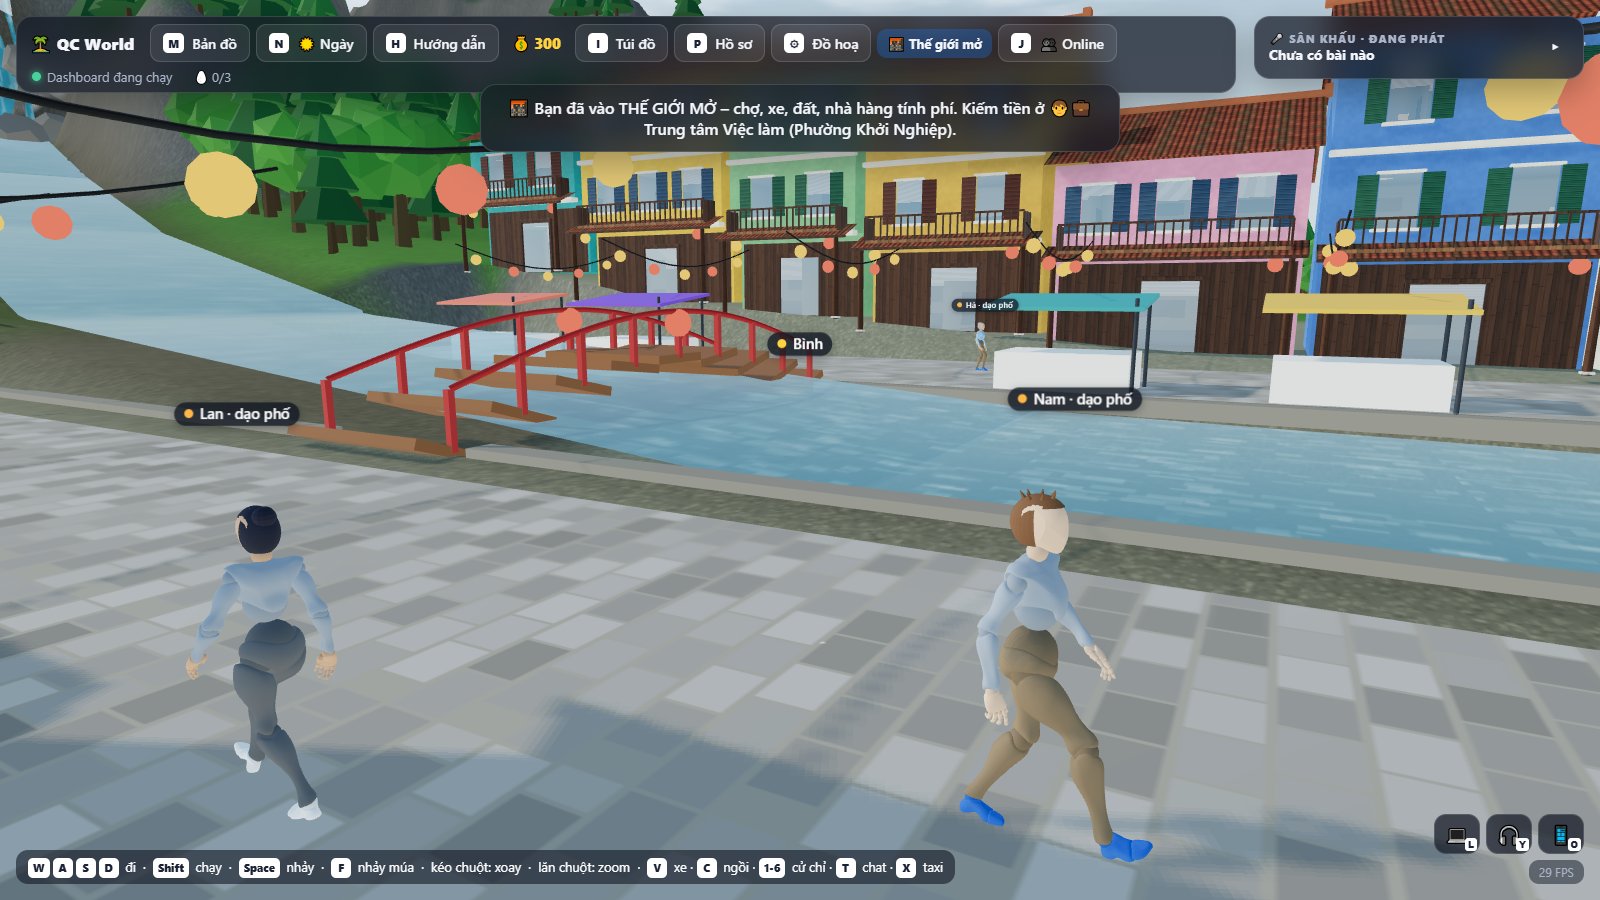 QC World
M Bản đồ
N Ngày
H Hướng dẫn
300
I Túi đồ
P Hồ sơ
Đồ hoạ
Thế giới mở
J Online
Dashboard đang chạy
0/3
SÂN KHẤU · ĐANG PHÁT
Chưa có bài nào
Bạn đã vào THẾ GIỚI MỞ – chợ, xe, đất, nhà hàng tính phí. Kiếm tiền ở
Trung tâm Việc làm (Phường Khởi Nghiệp).
Hà · dạo phố
Bình
Nam · dạo phố
Lan · dạo phố
W A S D đi · Shift chạy · Space nhảy · F nhảy múa · kéo chuột: xoay · lăn chuột: zoom · V xe · C ngồi · 1-6 cử chỉ · T chat · X taxi
L
Y
O
29 FPS